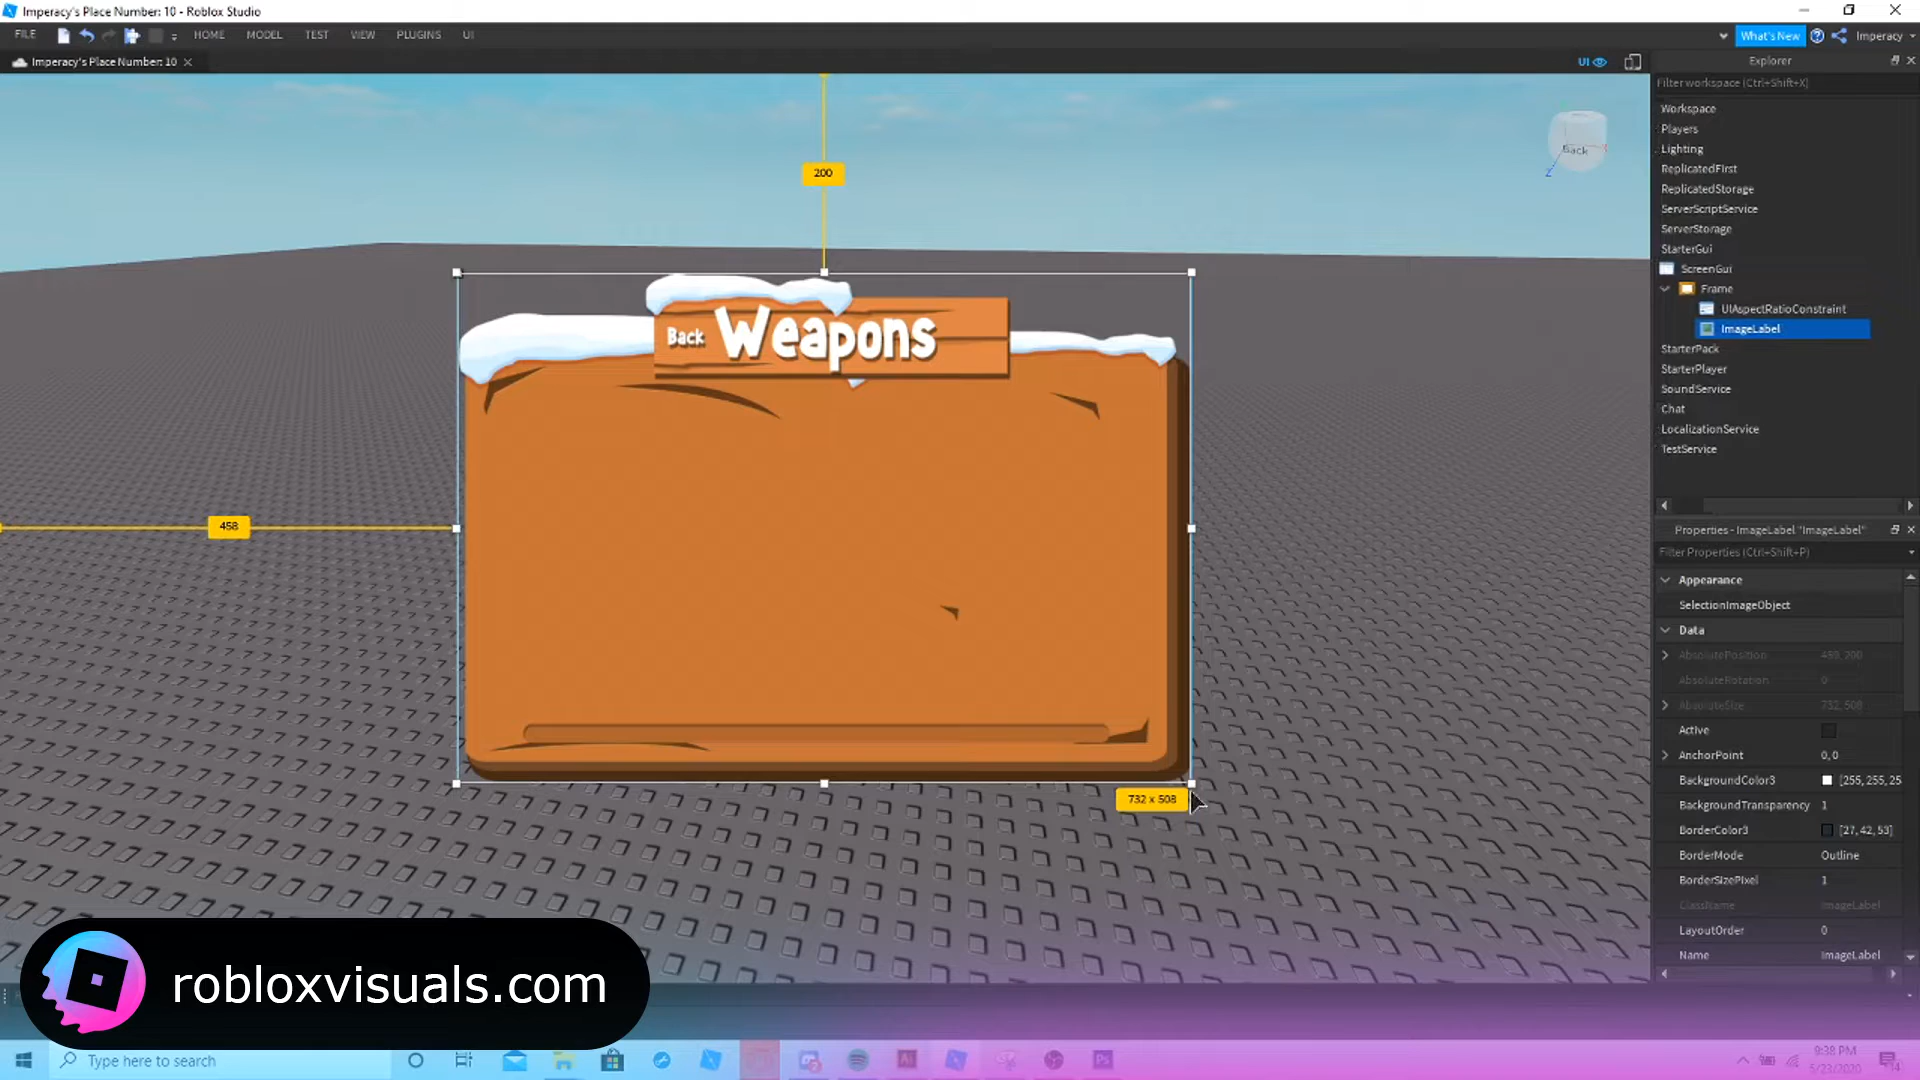 Imperacy's Place Number: 10 - Roblox Studio
FILE HOME MODEL TEST VIEW PLUGINS UI
What's New Imperacy
Imperacy's Place Number: 10
UI
Explorer
Filter workspace (Ctrl+Shift+X)
Workspace
Players
Lighting
ReplicatedFirst
ReplicatedStorage
ServerScriptService
ServerStorage
StarterGui
ScreenGui
Frame
UIAspectRatioConstraint
ImageLabel
StarterPack
StarterPlayer
SoundService
Chat
LocalizationService
TestService
Back
Z
200
Back Weapons
458
732 x 508
Properties - ImageLabel "ImageLabel"
Filter Properties (Ctrl+Shift+P)
Appearance
SelectionImageObject
Data
AbsolutePosition 458, 200
AbsoluteRotation 0
AbsoluteSize 732, 508
Active
AnchorPoint 0, 0
BackgroundColor3 [255, 255, 25
BackgroundTransparency 1
BorderColor3 [27, 42, 53]
BorderMode Outline
BorderSizePixel 1
ClassName ImageLabel
LayoutOrder 0
Name ImageLabel
robloxvisuals.com
Type here to search
Ai
Ps
9:38 PM
5/23/2020